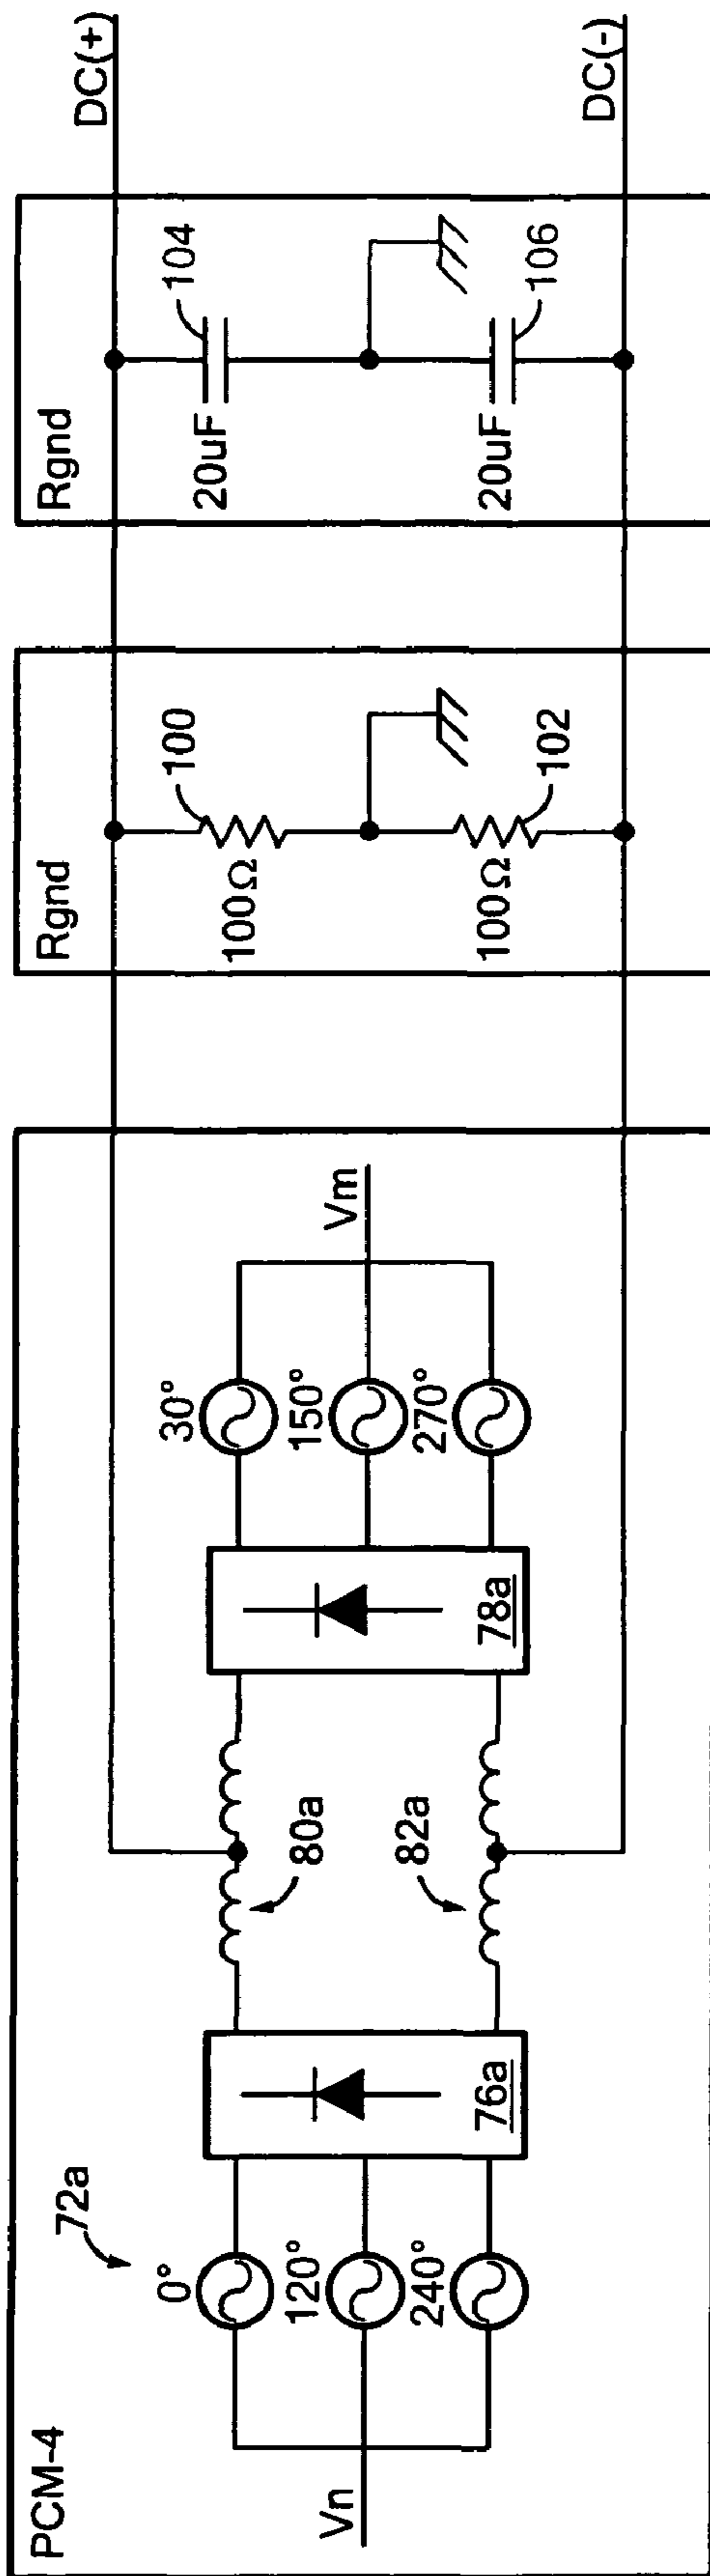 PCM-4
72a
Vn
0°
120°
240°
76a
80a
82a
78a
30°
150°
270°
Vm
Rgnd
100
100Ω
100Ω
102
Rgnd
104
20uF
20uF
106
DC(+)
DC(-)